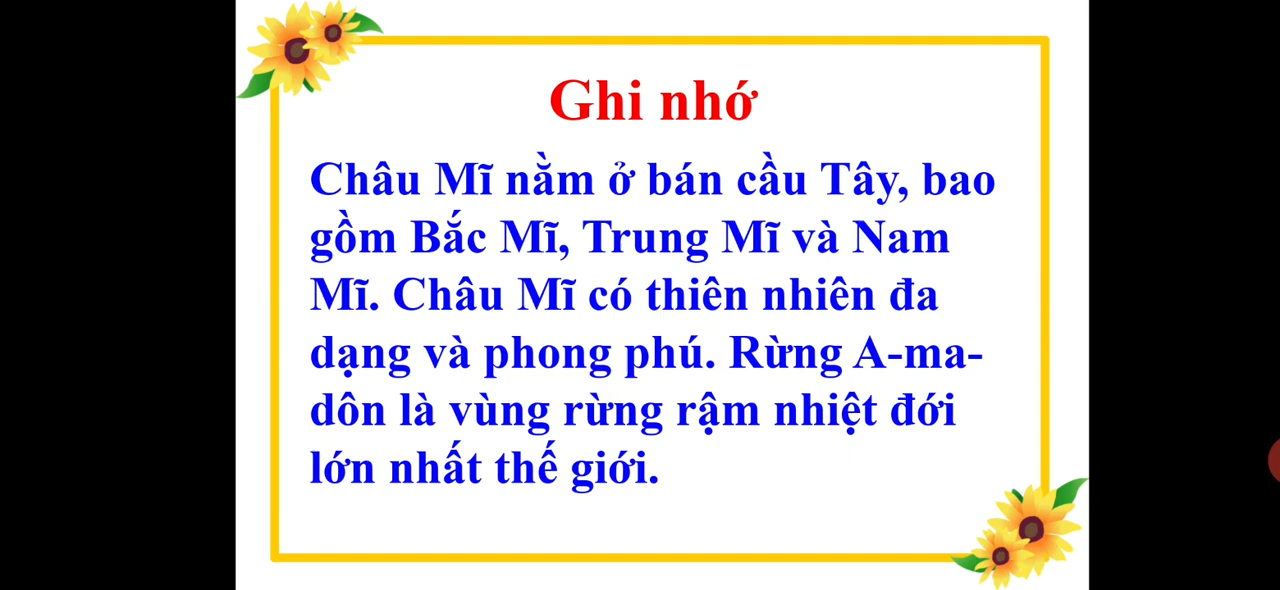 Ghi nhớ
Châu Mĩ nằm ở bán cầu Tây, bao
gồm Bắc Mĩ, Trung Mĩ và Nam
Mĩ. Châu Mĩ có thiên nhiên đa
dạng và phong phú. Rừng A-ma-
dôn là vùng rừng rậm nhiệt đới
lớn nhất thế giới.